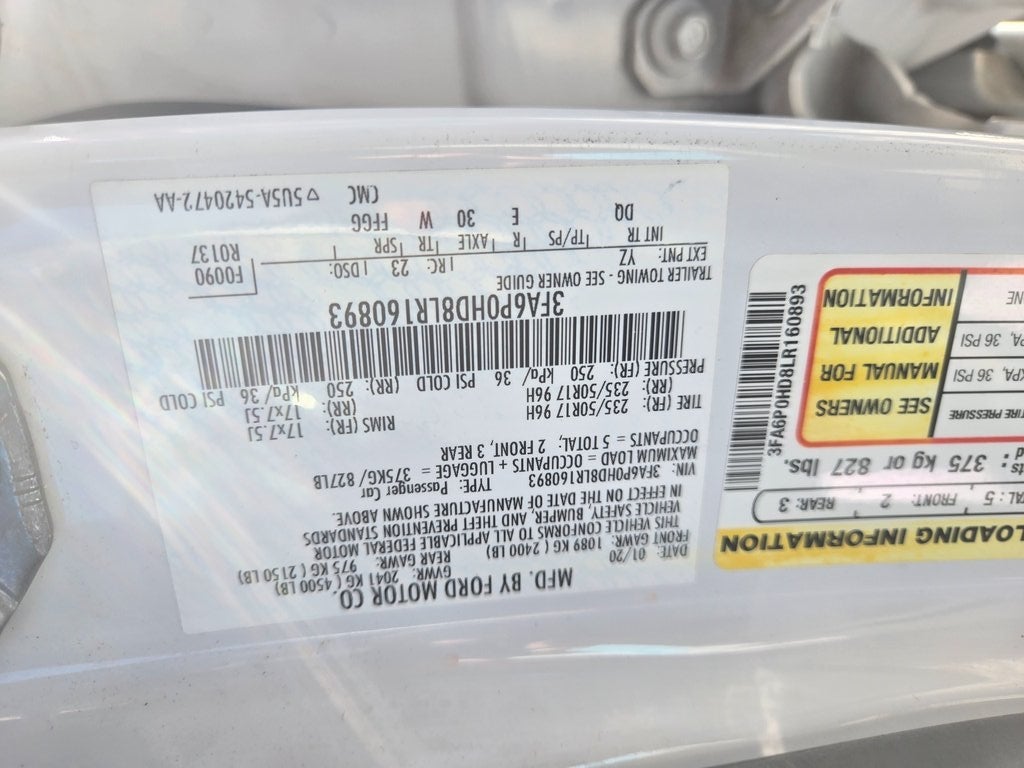 MFD. BY FORD MOTOR CO.
DATE: 01/20
GVWR: 2041 KG ( 4500 LB)
FRONT GAWR: 1089 KG ( 2400 LB)
REAR GAWR: 975 KG ( 2150 LB)
THIS VEHICLE CONFORMS TO ALL APPLICABLE FEDERAL MOTOR
VEHICLE SAFETY, BUMPER, AND THEFT PREVENTION STANDARDS
IN EFFECT ON THE DATE OF MANUFACTURE SHOWN ABOVE.
VIN: 3FA6P0HD8LR160893 TYPE: Passenger Car
MAXIMUM LOAD = OCCUPANTS + LUGGAGE = 375KG/ 827LB
OCCUPANTS = 5 TOTAL; 2 FRONT, 3 REAR
TIRE (FR): 235/50R17 96H RIMS (FR): 17x7.5J
(RR): 235/50R17 96H (RR): 17x7.5J
PRESSURE (FR): 250 kPa/ 36 PSI COLD (RR): 250 kPa/ 36 PSI COLD
3FA6P0HD8LR160893
TRAILER TOWING - SEE OWNER GUIDE
F0090
R0137
EXT PNT: YZ RC: 23 DSO:
INT TR TP/PS R AXLE TR SPR
DQ E 30 W FFGG
CMC
▽5U5A-5420472-AA
LOADING INFORMATION
TAL : 5 FRONT: 2 REAR: 3
s: 375 kg or 827 lbs.
TIRE PRESSURE
KPA, 36 PSI
PA, 36 PSI
NE
SEE OWNERS
MANUAL FOR
ADDITIONAL
INFORMATION
3FA6P0HD8LR160893